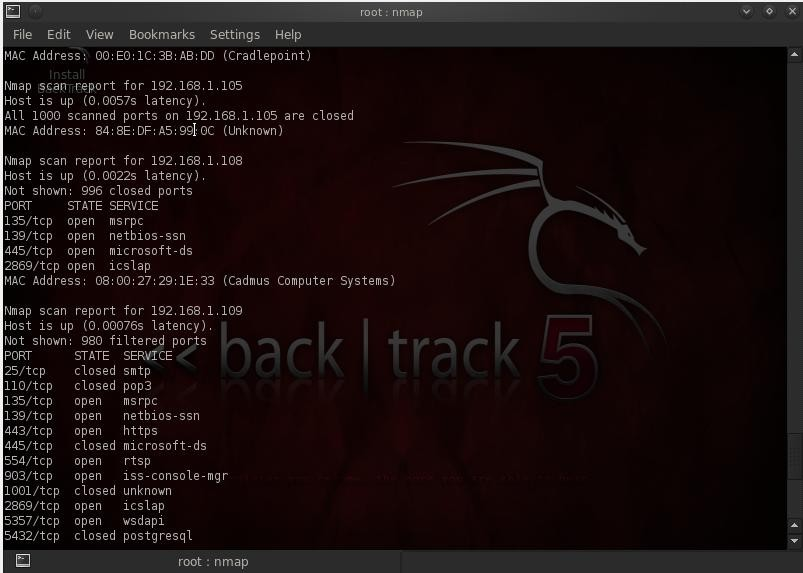 root : nmap
File Edit View Bookmarks Settings Help
MAC Address: 00:E0:1C:3B:AB:DD (Cradlepoint)
Install
Nmap scan report for 192.168.1.105
Host is up (0.0057s latency).
All 1000 scanned ports on 192.168.1.105 are closed
MAC Address: 84:8E:DF:A5:99:0C (Unknown)
Nmap scan report for 192.168.1.108
Host is up (0.0022s latency).
Not shown: 996 closed ports
PORT STATE SERVICE
135/tcp open msrpc
139/tcp open netbios-ssn
445/tcp open microsoft-ds
2869/tcp open icslap
MAC Address: 08:00:27:29:1E:33 (Cadmus Computer Systems)
Nmap scan report for 192.168.1.109
Host is up (0.00076s latency).
Not shown: 980 filtered ports
PORT STATE SERVICE
25/tcp closed smtp
110/tcp closed pop3
135/tcp open msrpc
139/tcp open netbios-ssn
443/tcp open https
445/tcp closed microsoft-ds
554/tcp open rtsp
903/tcp open iss-console-mgr
1001/tcp closed unknown
2869/tcp open icslap
5357/tcp open wsdapi
5432/tcp closed postgresql
<< back | track 5
root : nmap